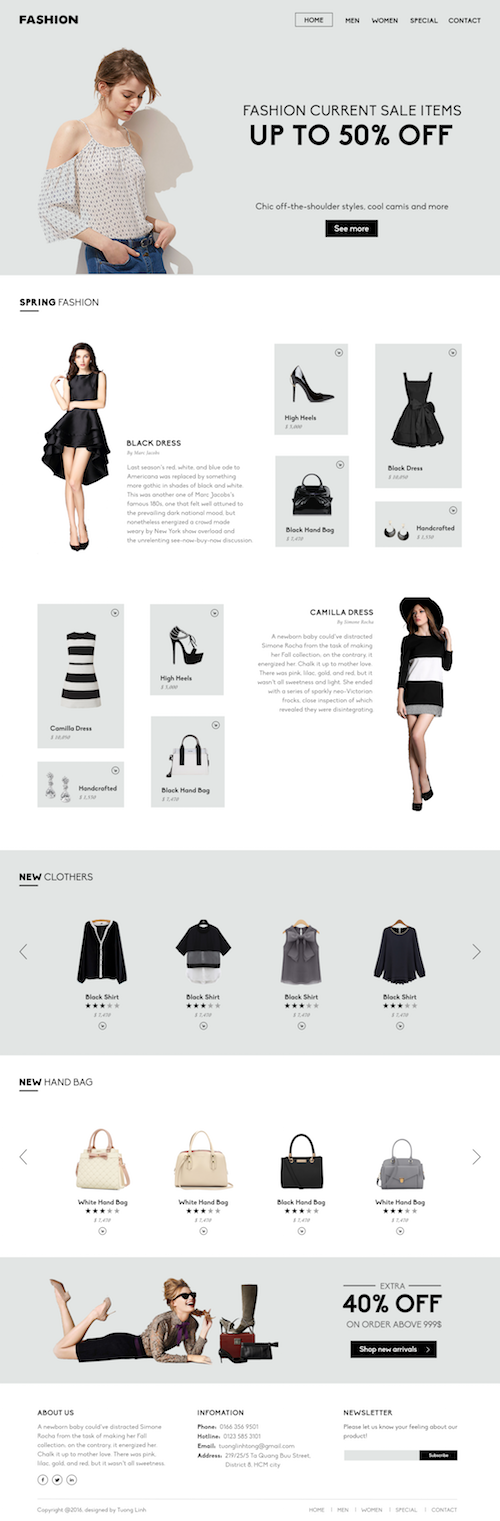 FASHION
HOME
MEN
WOMEN
SPECIAL
CONTACT
FASHION CURRENT SALE ITEMS
UP TO 50% OFF
Chic off-the-shoulder styles, cool camis and more
See more
SPRING FASHION
BLACK DRESS
By Marc Jacobs
Last season's red, white, and blue ode to
Americana was replaced by something
more gothic in shades of black and white.
This was another one of Marc Jacobs's
famous 180s, one that felt well attuned to
the prevailing dark national mood, but
nonetheless energized a crowd made
weary by New York show overload and
the unrelenting see-now-buy-now discussion.
High Heels
$ 5,000
Black Hand Bag
$ 7,450
Black Dress
$ 10,050
Handcrafted
$ 1,550
Camilla Dress
$ 10,050
Handcrafted
$ 1,550
High Heels
$ 5,000
Black Hand Bag
$ 7,450
CAMILLA DRESS
By Simone Rocha
A newborn baby could've distracted
Simone Rocha from the task of making
her Fall collection; on the contrary, it
energized her. Chalk it up to mother love.
There was pink, lilac, gold, and red, but it
wasn't all sweetness and light. She ended
with a series of sparkly neo-Victorian
frocks, close inspection of which
revealed they were disintegrating.
NEW CLOTHERS
Black Shirt
$ 7,450
Black Shirt
$ 7,450
Black Shirt
$ 7,450
Black Shirt
$ 7,450
NEW HAND BAG
White Hand Bag
$ 7,450
White Hand Bag
$ 7,450
Black Hand Bag
$ 7,450
White Hand Bag
$ 7,450
EXTRA
40% OFF
ON ORDER ABOVE 999$
Shop new arrivals
ABOUT US
A newborn baby could've distracted Simone
Rocha from the task of making her Fall
collection; on the contrary, it energized her.
Chalk it up to mother love. There was pink,
lilac, gold, and red, but it wasn't all sweetness.
INFOMATION
Phone: 0166 356 9501
Hotline: 0123 585 3101
Email: tuonglinhtang@gmail.com
Address: 219/25/5 Ta Quang Buu Street,
District 8, HCM city.
NEWSLETTER
Please let us know your feeling about our
product!
Subscribe
Copyright @2016, designed by Tuong Linh
HOME | MEN | WOMEN | SPECIAL | CONTACT